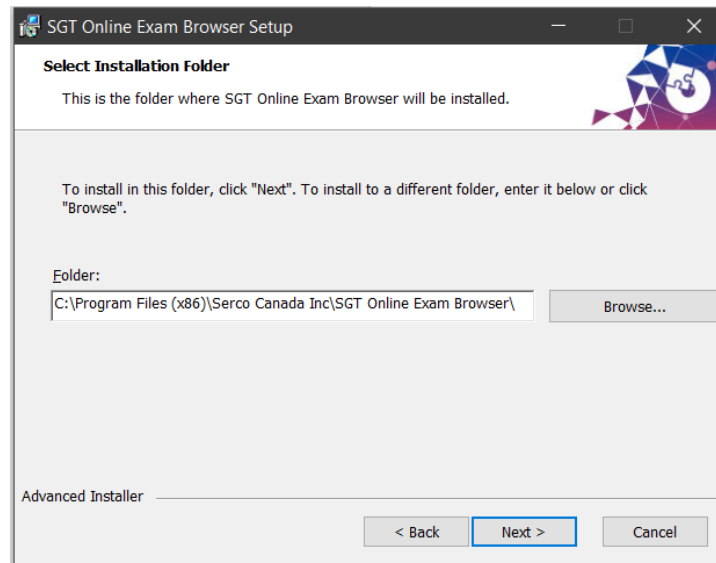 SGT Online Exam Browser Setup
Select Installation Folder
This is the folder where SGT Online Exam Browser will be installed.
To install in this folder, click "Next". To install to a different folder, enter it below or click
"Browse".
Folder:
C:\Program Files (x86)\Serco Canada Inc\SGT Online Exam Browser\
Browse...
Advanced Installer
< Back
Next >
Cancel